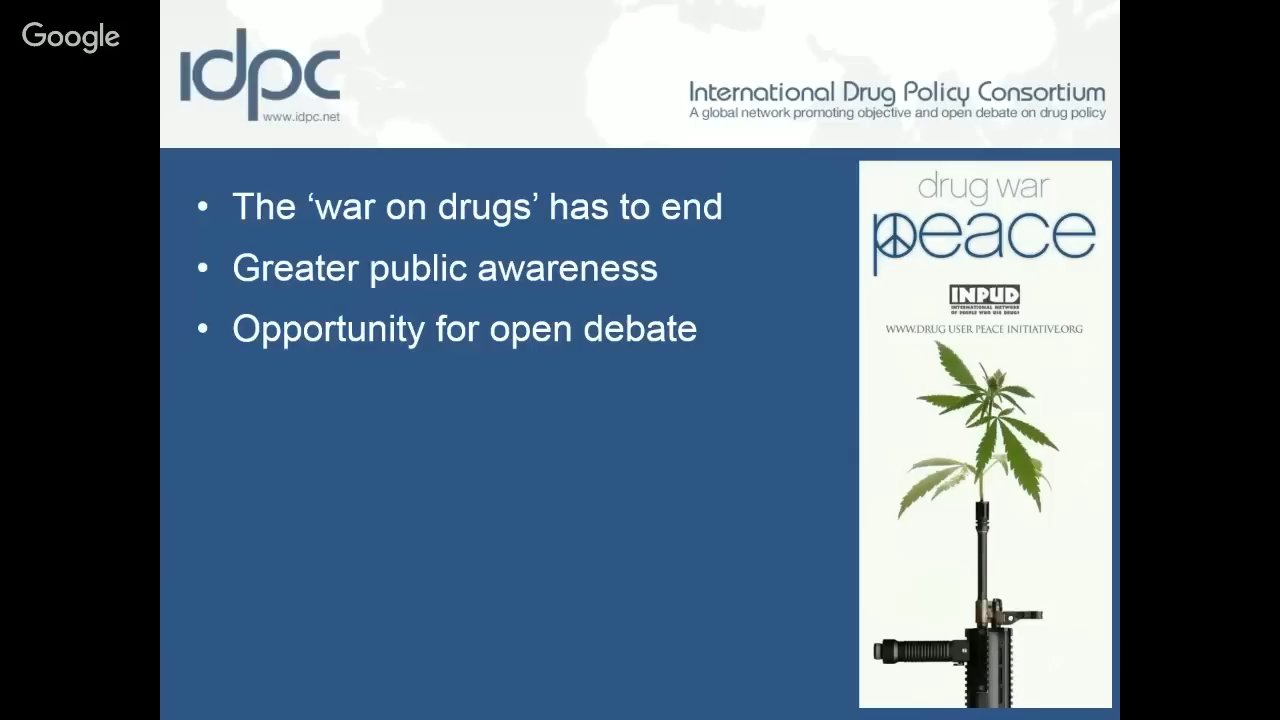 Google
idpc
www.idpc.net
International Drug Policy Consortium
A global network promoting objective and open debate on drug policy
• The ‘war on drugs’ has to end
• Greater public awareness
• Opportunity for open debate
drug war
peace
INPUD
INTERNATIONAL NETWORK
OF PEOPLE WHO USE DRUGS
WWW.DRUG USER PEACE INITIATIVE.ORG